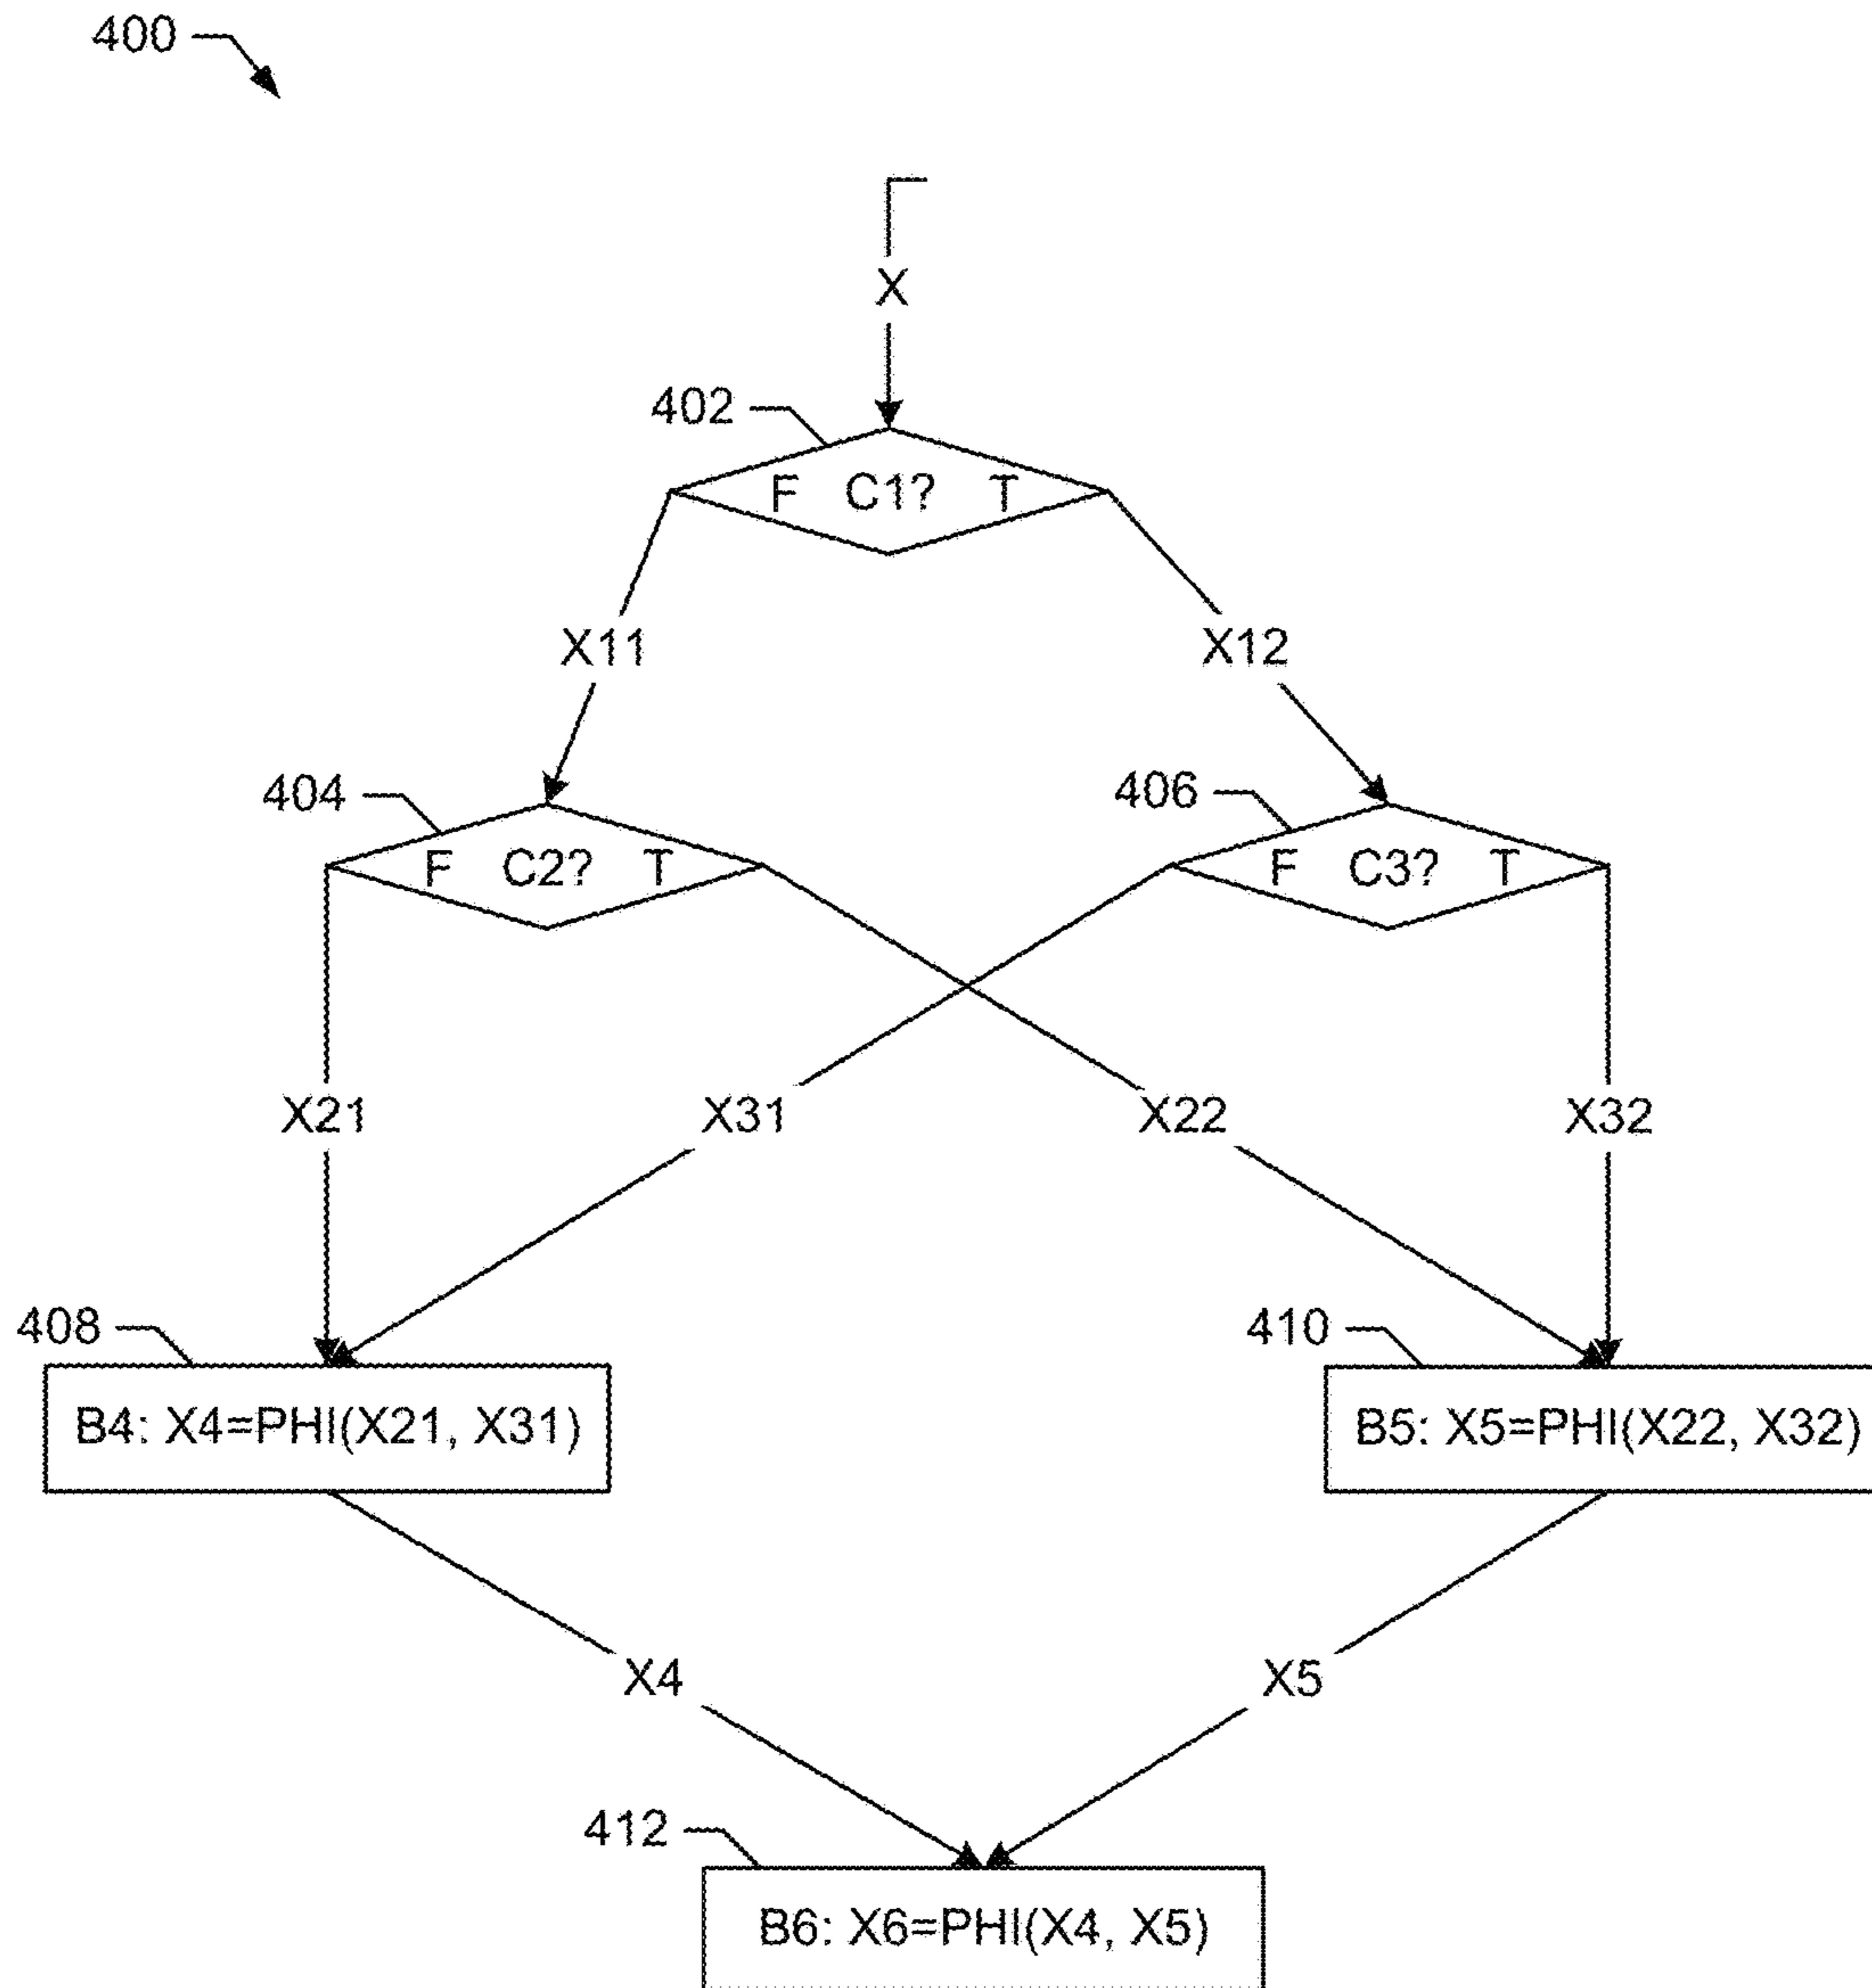 400
X
402
F C1? T
X11 X12
404 406
F C2? T F C3? T
X21 X31 X22 X32
408 410
B4: X4=PHI(X21, X31) B5: X5=PHI(X22, X32)
X4 X5
412
B6: X6=PHI(X4, X5)